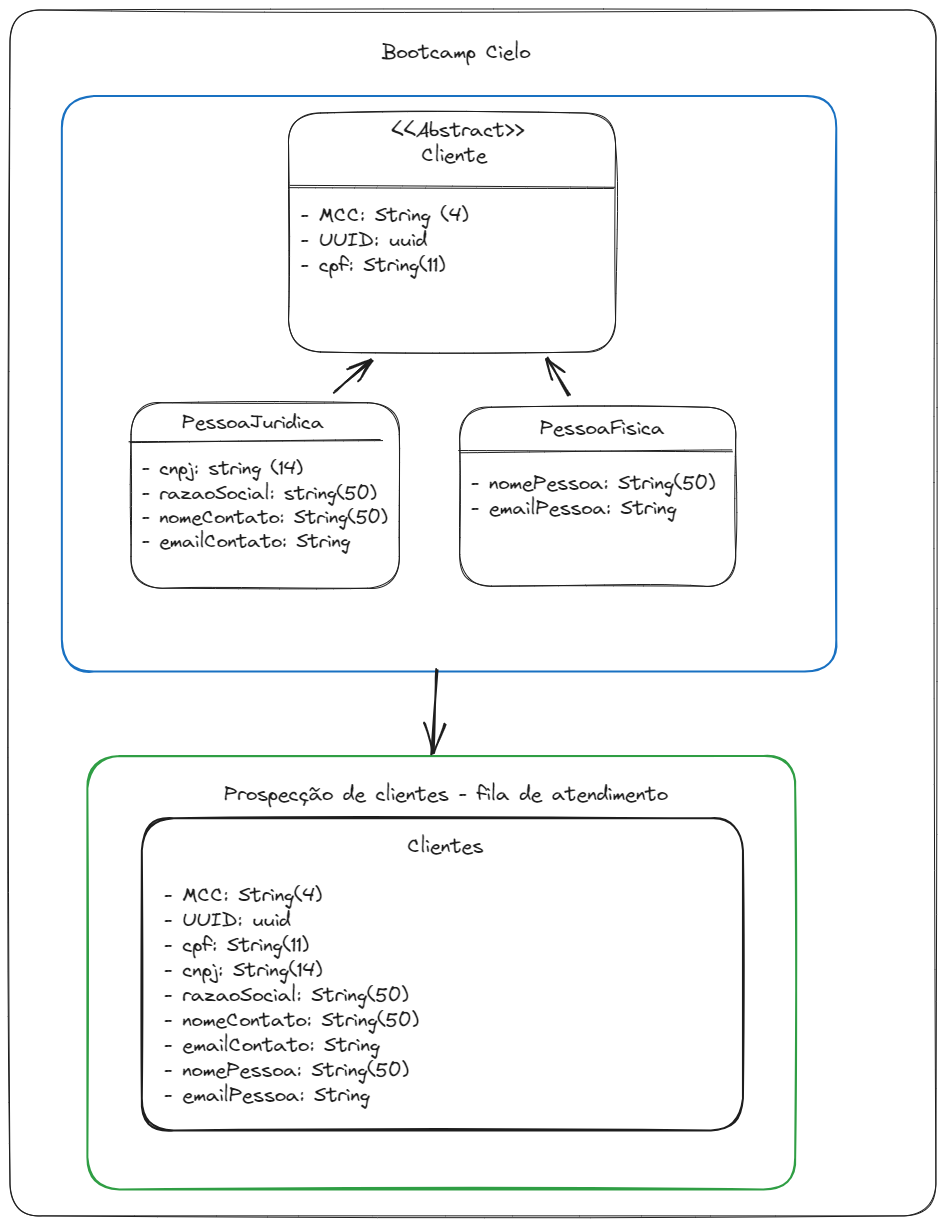 Bootcamp Cielo
<<Abstract>>
Cliente
- MCC: String (4)
- UUID: uuid
- cpf: String(11)
PessoaJuridica
- cnpj: string (14)
- razaoSocial: string(50)
- nomeContato: String(50)
- emailContato: String
PessoaFisica
- nomePessoa: String(50)
- emailPessoa: String
Prospecção de clientes - fila de atendimento
Clientes
- MCC: String(4)
- UUID: uuid
- cpf: String(11)
- cnpj: String(14)
- razaoSocial: String(50)
- nomeContato: String(50)
- emailContato: String
- nomePessoa: String(50)
- emailPessoa: String